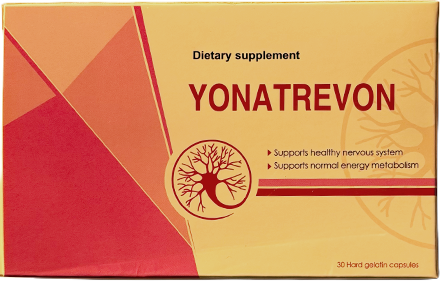 Dietary supplement
YONATREVON
Supports healthy nervous system
Supports normal energy metabolism
30 Hard gelatin capsules